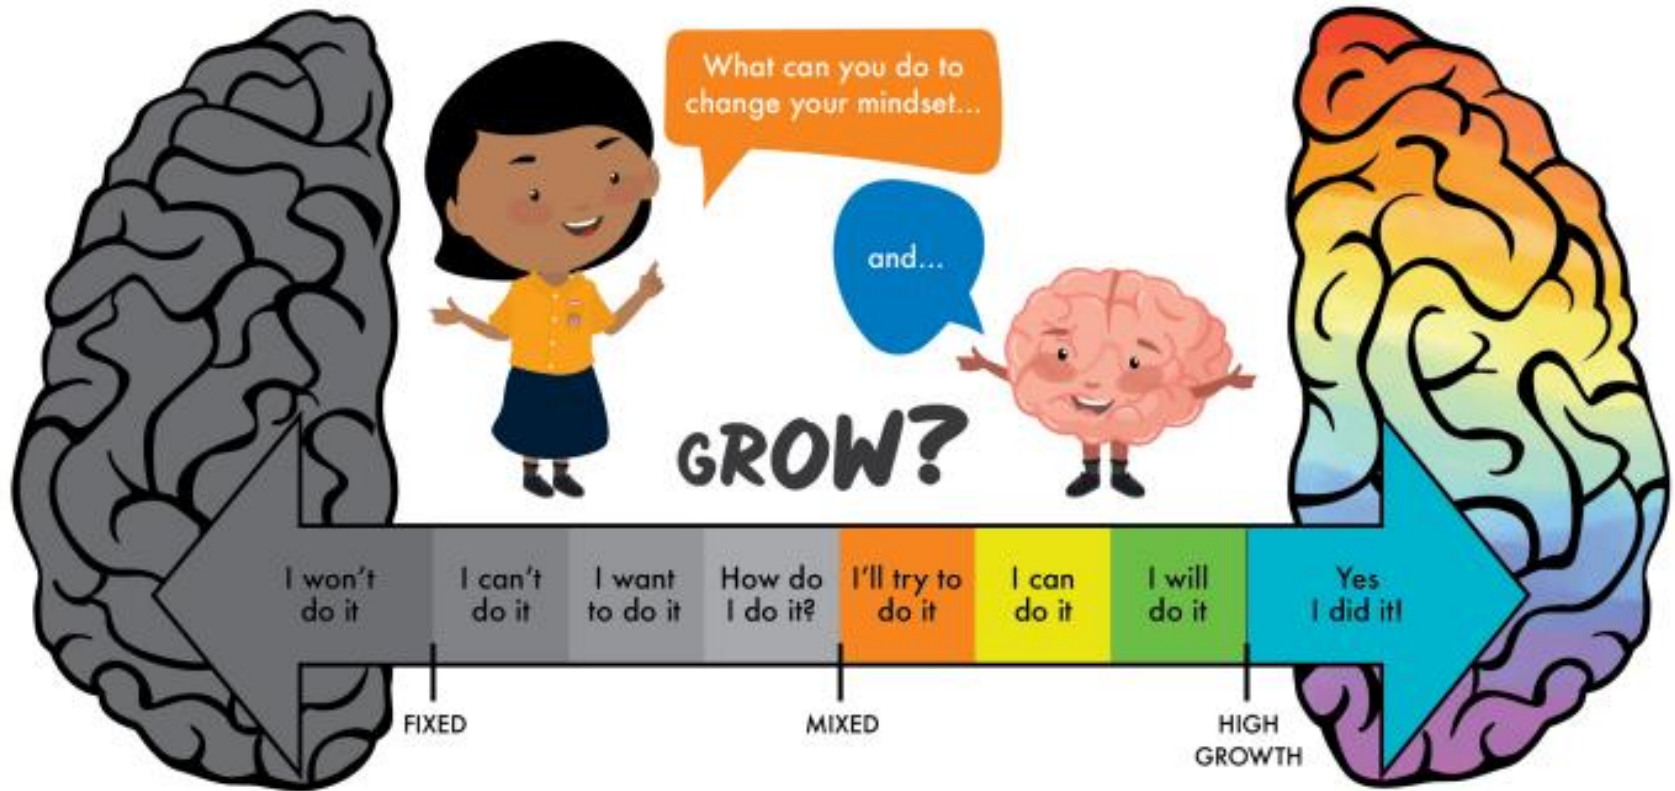 What can you do to
change your mindset...
and...
GROW?
I won't
do it
I can't
do it
I want
to do it
How do
I do it?
I'll try to
do it
I can
do it
I will
do it
Yes
I did it!
FIXED
MIXED
HIGH
GROWTH